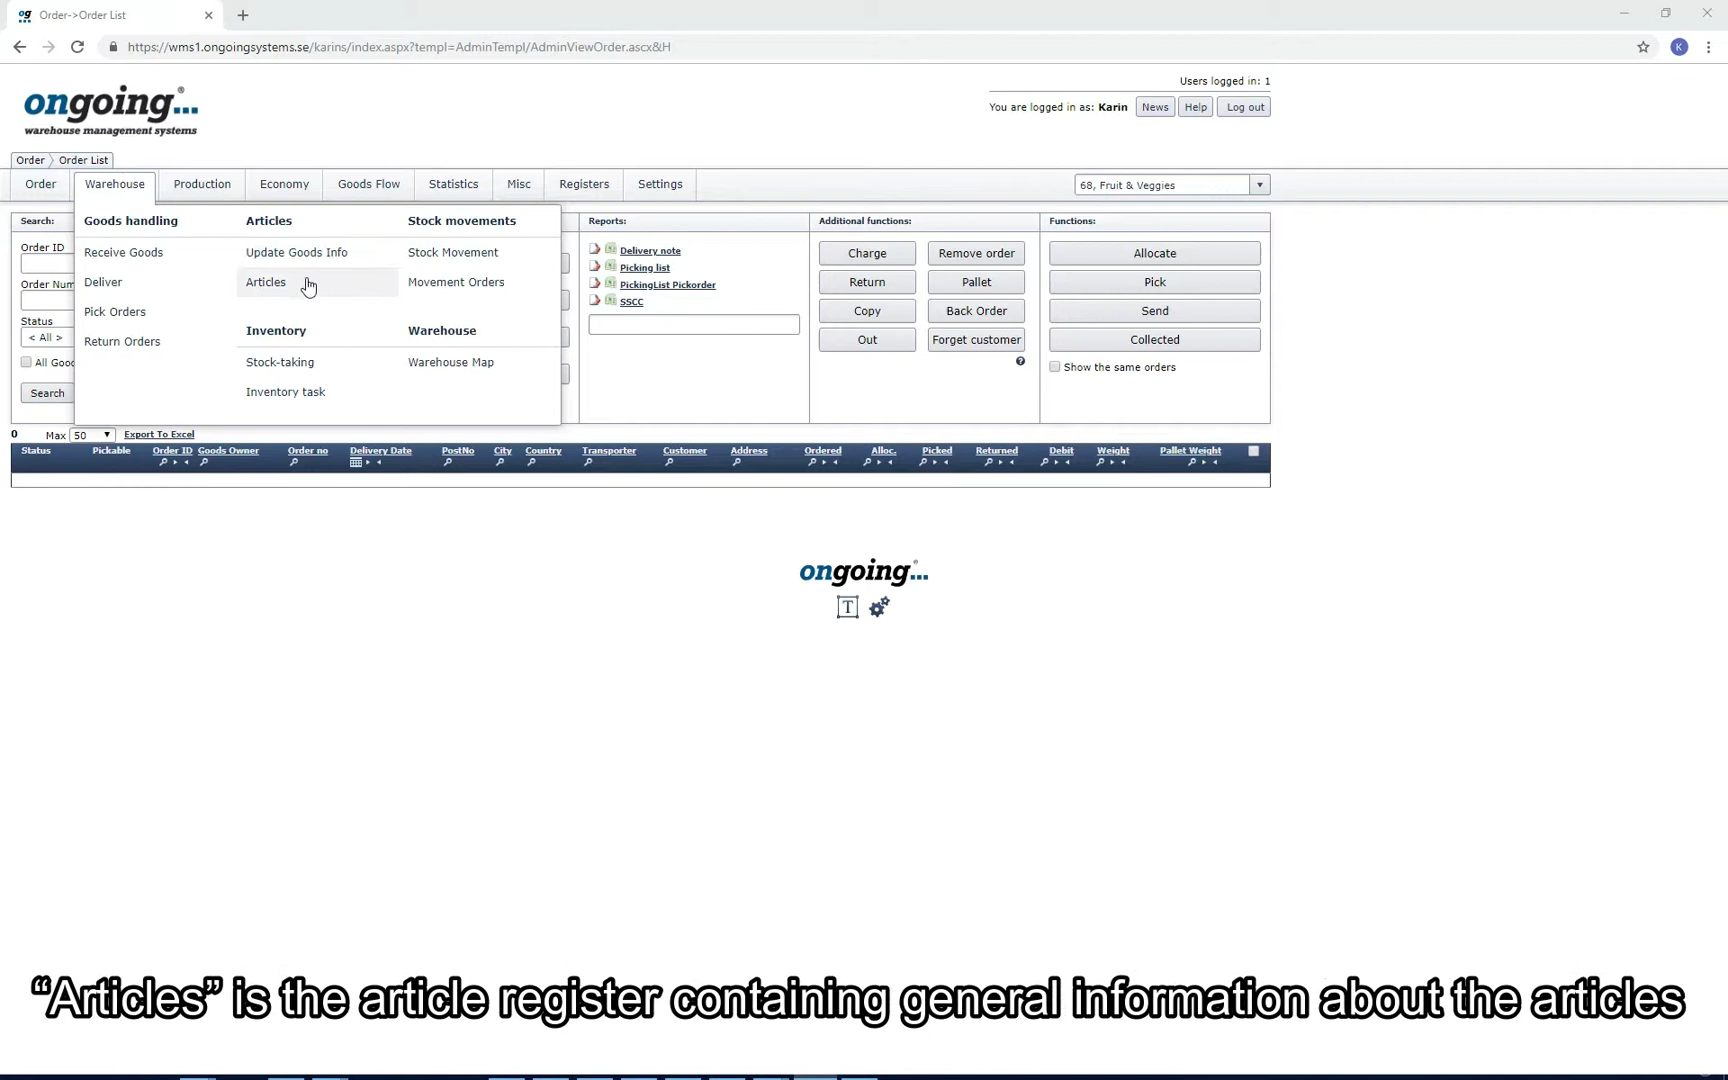 Order->Order List
https://wms1.ongoingsystems.se/karins/index.aspx?templ=AdminTempl/AdminViewOrder.ascx&H
K
Users logged in: 1
ongoing...
warehouse management systems
You are logged in as: Karin News Help Log out
Order Order List
Order Warehouse Production Economy Goods Flow Statistics Misc Registers Settings 68, Fruit & Veggies
Search:
Order ID
Order Num
Status
< All >
All Goo
Search
Goods handling
Receive Goods
Deliver
Pick Orders
Return Orders
Articles
Update Goods Info
Articles
Inventory
Stock-taking
Inventory task
Stock movements
Stock Movement
Movement Orders
Warehouse
Warehouse Map
Reports:
Delivery note
Picking list
PickingList Pickorder
SSCC
Additional functions:
Charge Remove order
Return Pallet
Copy Back Order
Out Forget customer
Functions:
Allocate
Pick
Send
Collected
Show the same orders
0 Max 50 Export To Excel
Status Pickable Order ID Goods Owner Order no Delivery Date PostNo City Country Transporter Customer Address Ordered Alloc. Picked Returned Debit Weight Pallet Weight
ongoing...
T
“Articles” is the article register containing general information about the articles